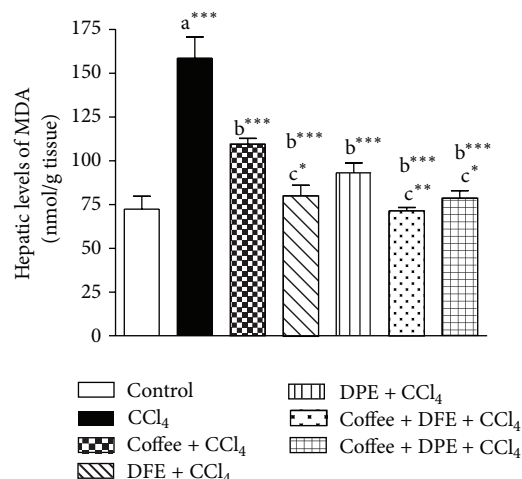 Hepatic levels of MDA
(nmol/g tissue)
175
150
125
100
75
50
25
0
a***
b***
b***
c*
b***
b***
c**
b***
c*
Control
CCl₄
Coffee + CCl₄
DFE + CCl₄
DPE + CCl₄
Coffee + DFE + CCl₄
Coffee + DPE + CCl₄